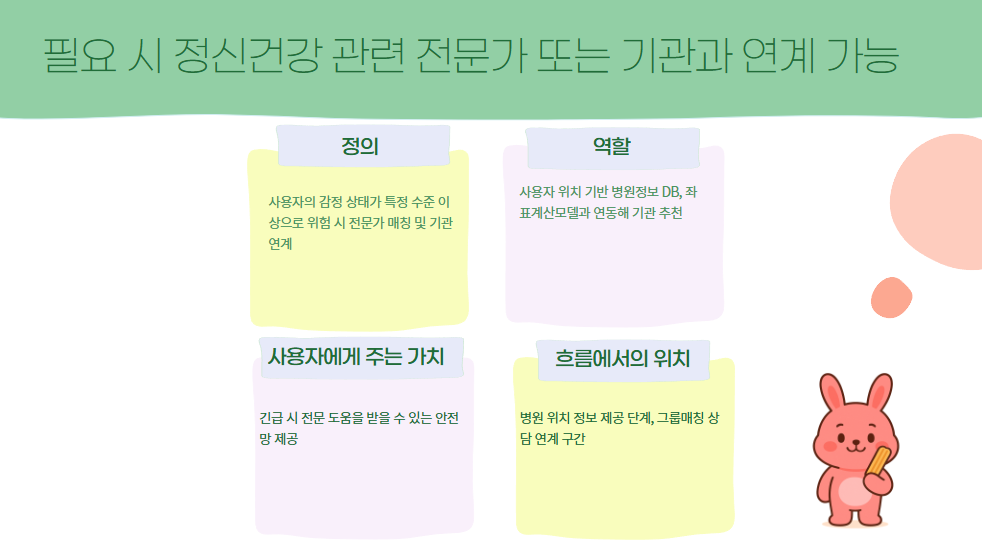 필요 시 정신건강 관련 전문가 또는 기관과 연계 가능
정의
사용자의 감정 상태가 특정 수준 이
상으로 위험 시 전문가 매칭 및 기관
연계
역할
사용자 위치 기반 병원정보 DB, 좌
표계산모델과 연동해 기관 추천
사용자에게 주는 가치
긴급 시 전문 도움을 받을 수 있는 안전
망 제공
흐름에서의 위치
병원 위치 정보 제공 단계, 그룹매칭 상
담 연계 구간